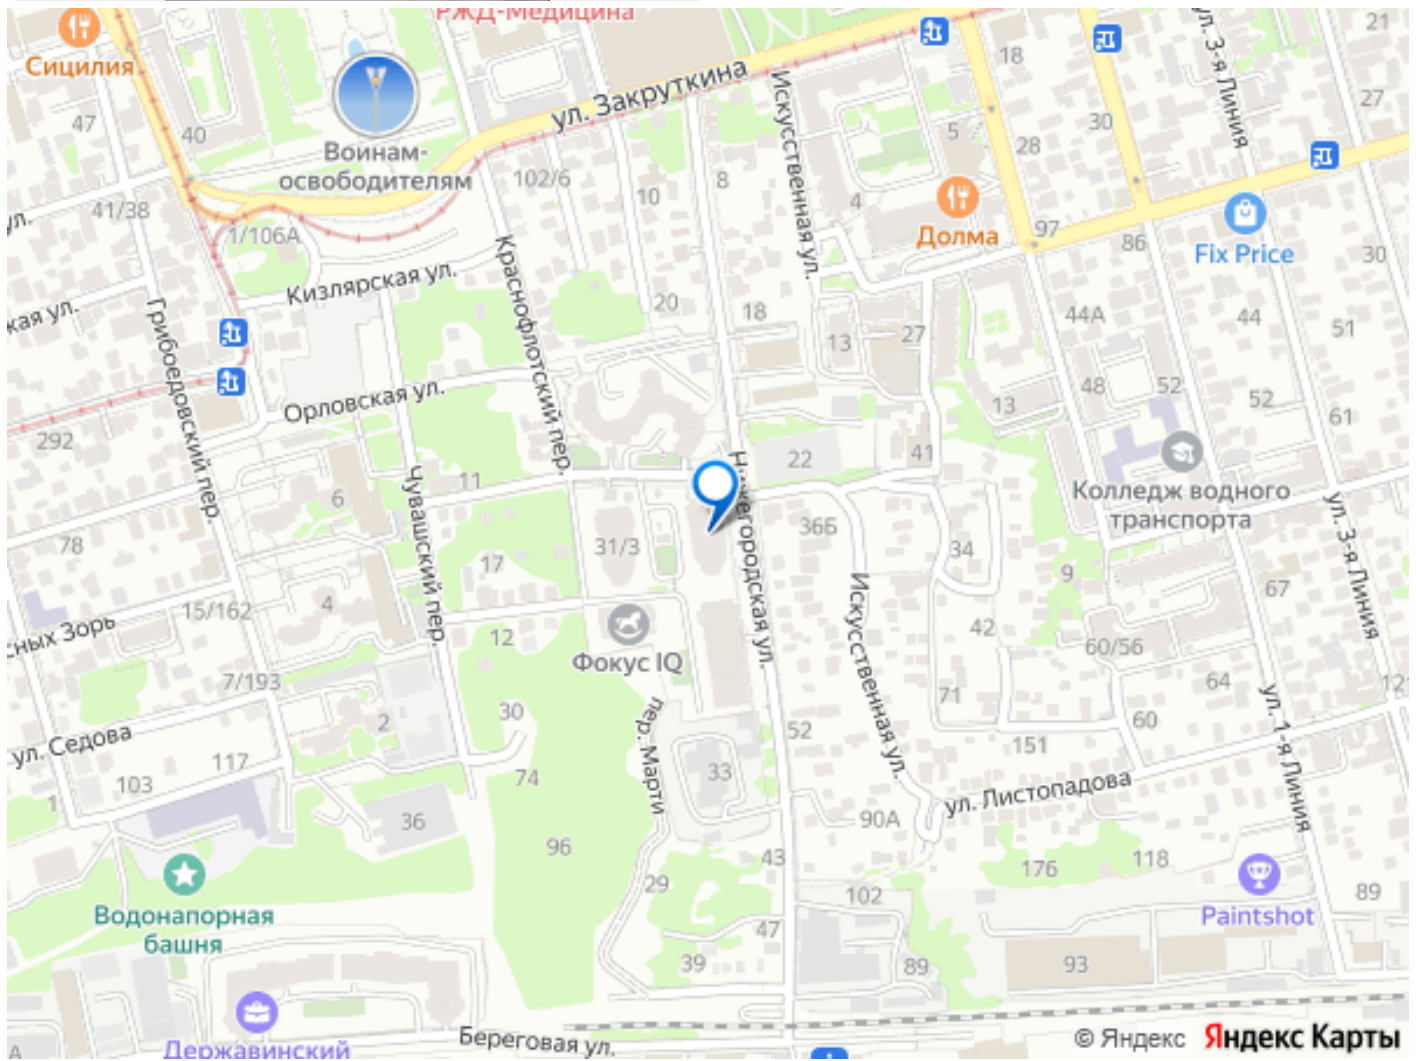 РЖД-Медицина
Сицилия
ул. Закруткина
18
ул. 3-я Линия
21
47
40
Воинам-
освободителям
102/6
10
8
Искусственная ул.
5
28
30
27
41/38
ул.
1/106А
4
Долма
97
86
Fix Price
30
Кизлярская ул.
Краснофлотский пер.
20
18
44А
44
51
кая ул.
Грибоедовский пер.
13
27
48
52
52
61
Орловская ул.
292
13
Чувашский пер.
11
22
41
Нижегородская ул.
Колледж водного
транспорта
ул. 3-я Линия
6
78
31/3
36Б
34
17
9
67
15/162
4
12
Фокус IQ
Искусственная ул.
42
60/56
сных Зорь
7/193
30
пер. Марти
71
64
121
ул. Седова
2
52
60
ул. 1-я Линия
117
103
1
74
33
151
ул. Листопадова
36
96
90А
43
29
176
118
Водонапорная
башня
102
Paintshot
89
47
39
89
93
Державинский
Береговая ул.
А
© Яндекс Яндекс Карты